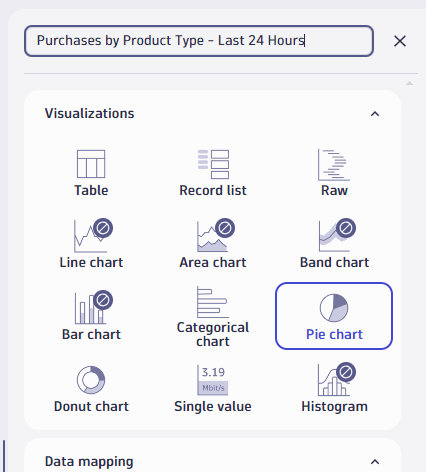 Purchases by Product Type - Last 24 Hours
Visualizations
Table
Record list
Raw
Line chart
Area chart
Band chart
Bar chart
Categorical
chart
Pie chart
3.19
Mbit/s
Donut chart
Single value
Histogram
Data mapping